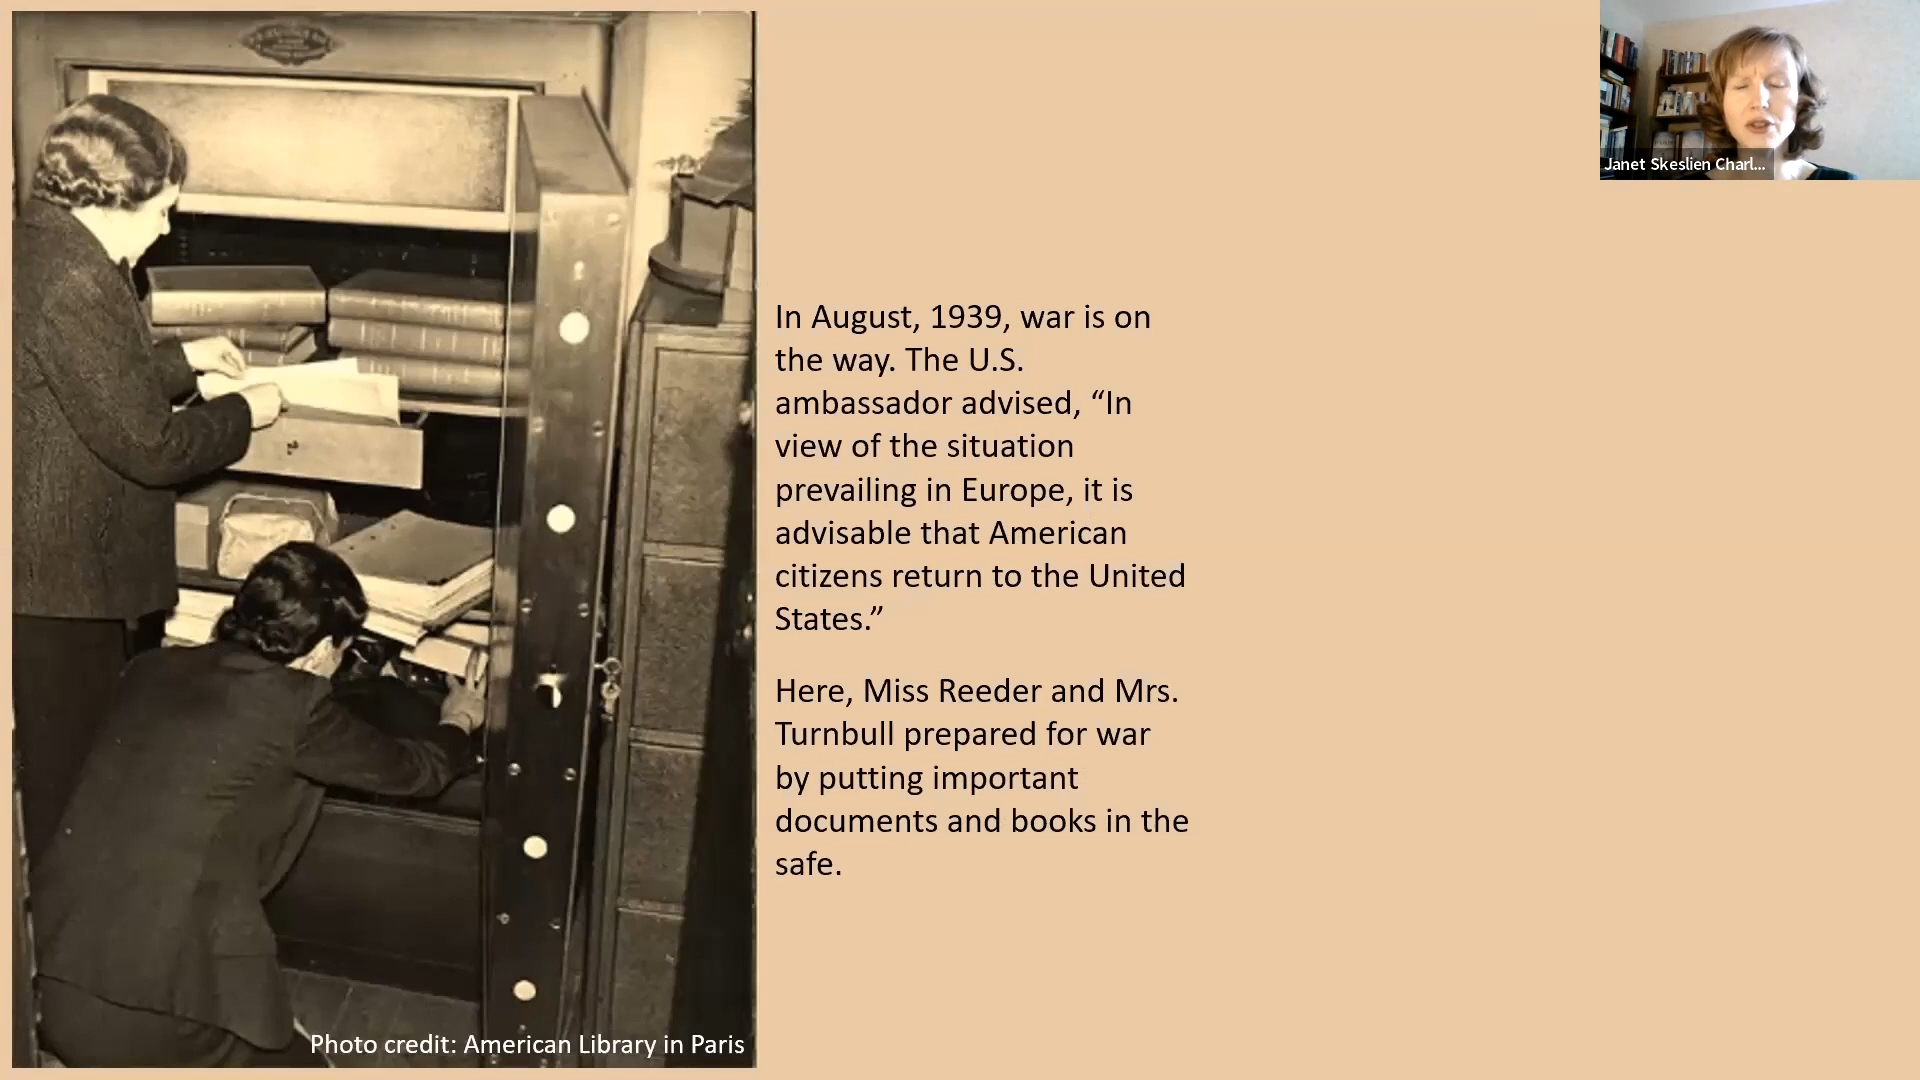 Janet Skeslien Charl...
In August, 1939, war is on
the way. The U.S.
ambassador advised, “In
view of the situation
prevailing in Europe, it is
advisable that American
citizens return to the United
States.”
Here, Miss Reeder and Mrs.
Turnbull prepared for war
by putting important
documents and books in the
safe.
Photo credit: American Library in Paris